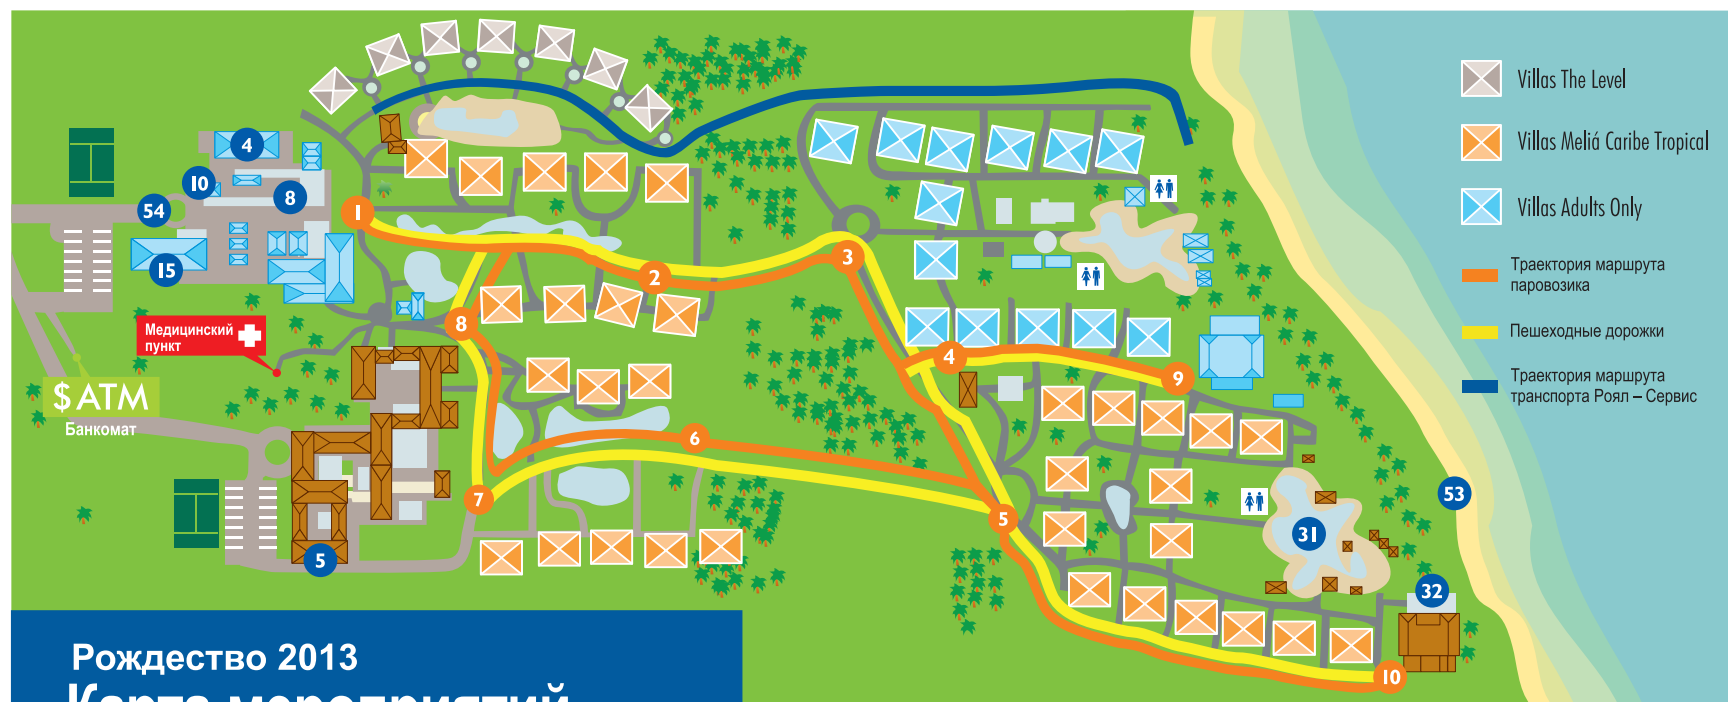 Villas The Level
Villas Meliá Caribe Tropical
Villas Adults Only
Траектория маршрута
паровозика
Пешеходные дорожки
Траектория маршрута
транспорта Роял – Сервис
4
10
8
54
15
1
2
3
8
Медицинский
пункт
$ ATM
Банкомат
4
9
6
7
5
5
53
31
32
10
Рождество 2013
Карта мероприятий